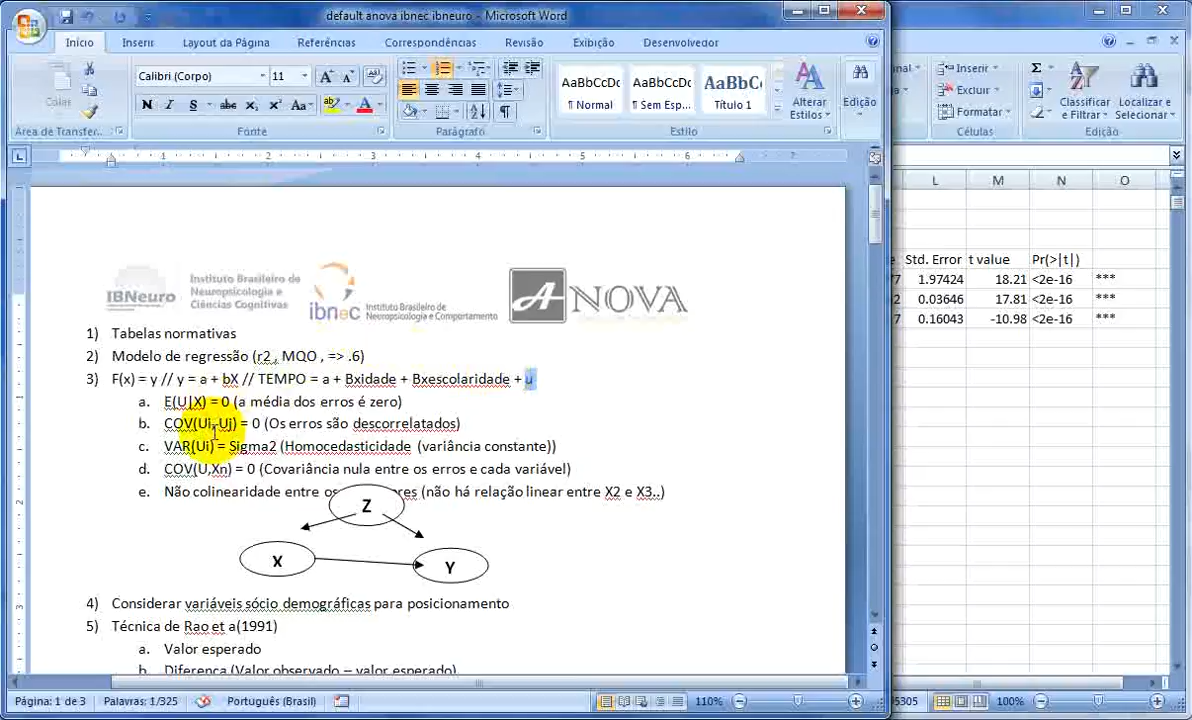 default anova ibnec ibneuro - Microsoft Word
Início Inserir Layout da Página Referências Correspondências Revisão Exibição Desenvolvedor
Calibri (Corpo) 11
AaBbCcDc AaBbCcDc AaBbC
¶ Normal ¶ Sem Esp... Título 1
Colar
Alterar Estilos
Edição
Área de Transfer... Fonte Parágrafo Estilo
Inserir
Excluir
Formatar
Classificar e Filtrar
Localizar e Selecionar
Células Edição
L M N O
Std. Error t value Pr(>|t|)
1.97424 18.21 <2e-16 ***
0.03646 17.81 <2e-16 ***
0.16043 -10.98 <2e-16 ***
IBNeuro
Instituto Brasileiro de
Neuropsicologia e
Ciências Cognitivas
ibnec
Instituto Brasileiro de
Neuropsicologia e Comportamento
A NOVA
1) Tabelas normativas
2) Modelo de regressão (r2 , MQO , => .6)
3) F(x) = y // y = a + bX // TEMPO = a + Bxidade + Bxescolaridade + u
a. E(U|X) = 0 (a média dos erros é zero)
b. COV(Ui,Uj) = 0 (Os erros são descorrelatados)
c. VAR(Ui) = Sigma2 (Homocedasticidade (variância constante))
d. COV(U,Xn) = 0 (Covariância nula entre os erros e cada variável)
e. Não colinearidade entre os res (não há relação linear entre X2 e X3..)
Z
X
Y
4) Considerar variáveis sócio demográficas para posicionamento
5) Técnica de Rao et a(1991)
a. Valor esperado
b. Diferença (Valor observado – valor esperado)
Página: 1 de 3 Palavras: 1/325 Português (Brasil) 110%
05305 100%